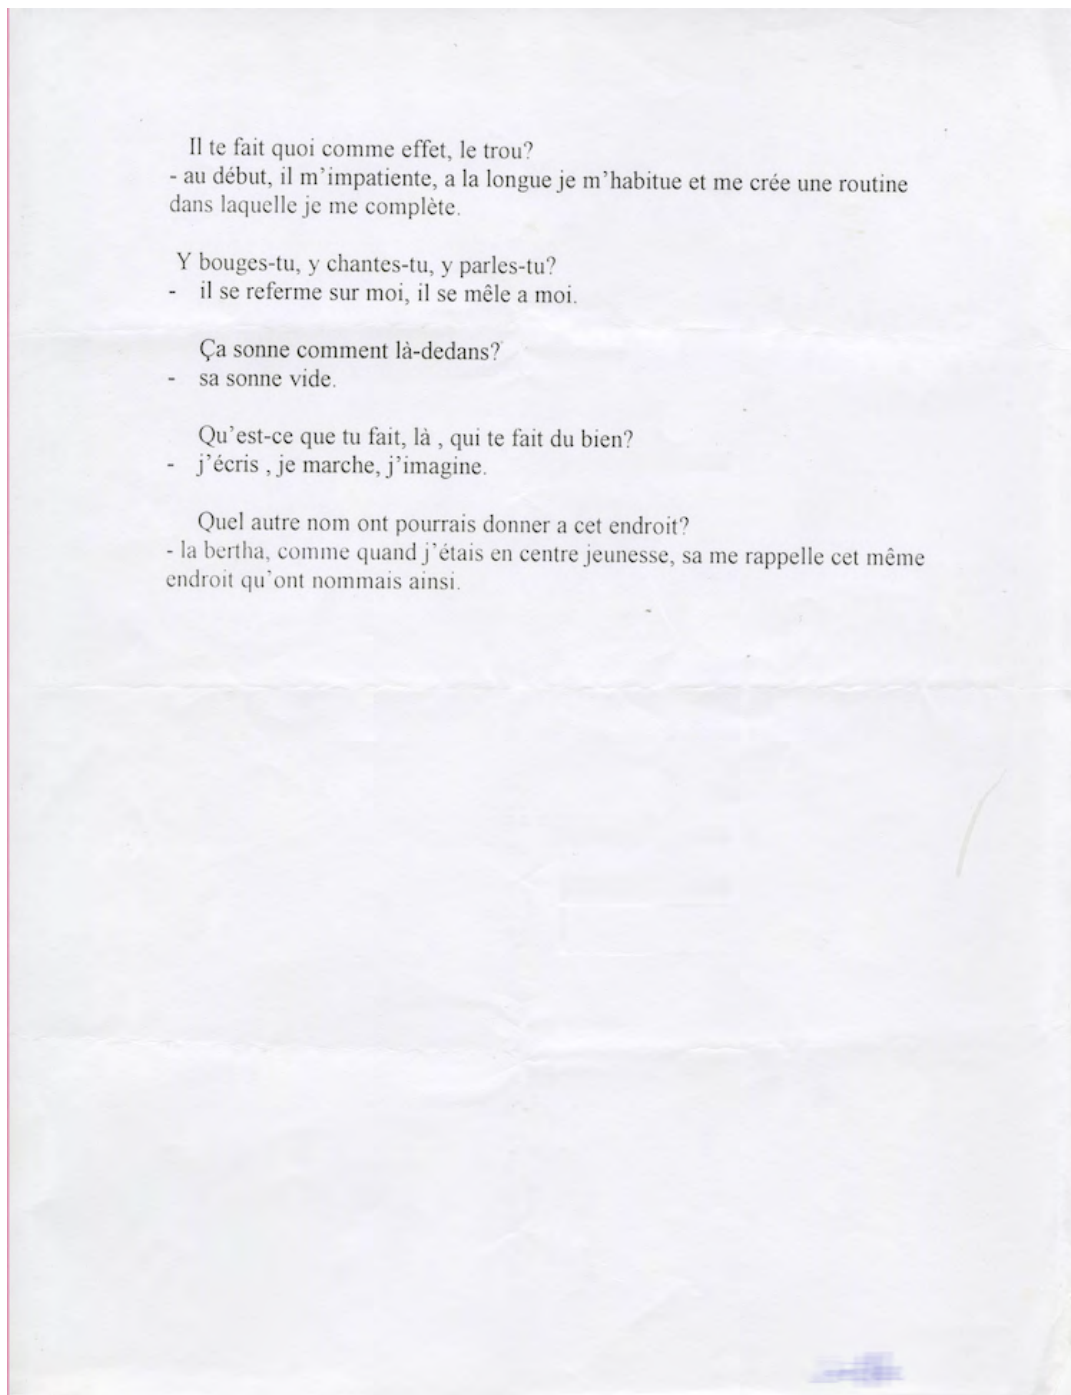 Il te fait quoi comme effet, le trou?
- au début, il m’impatiente, a la longue je m’habitue et me crée une routine
dans laquelle je me complète.
Y bouges-tu, y chantes-tu, y parles-tu?
- il se referme sur moi, il se mêle a moi.
Ça sonne comment là-dedans?
- sa sonne vide.
Qu’est-ce que tu fait, là , qui te fait du bien?
- j’écris , je marche, j’imagine.
Quel autre nom ont pourrais donner a cet endroit?
- la bertha, comme quand j’étais en centre jeunesse, sa me rappelle cet même
endroit qu’ont nommais ainsi.